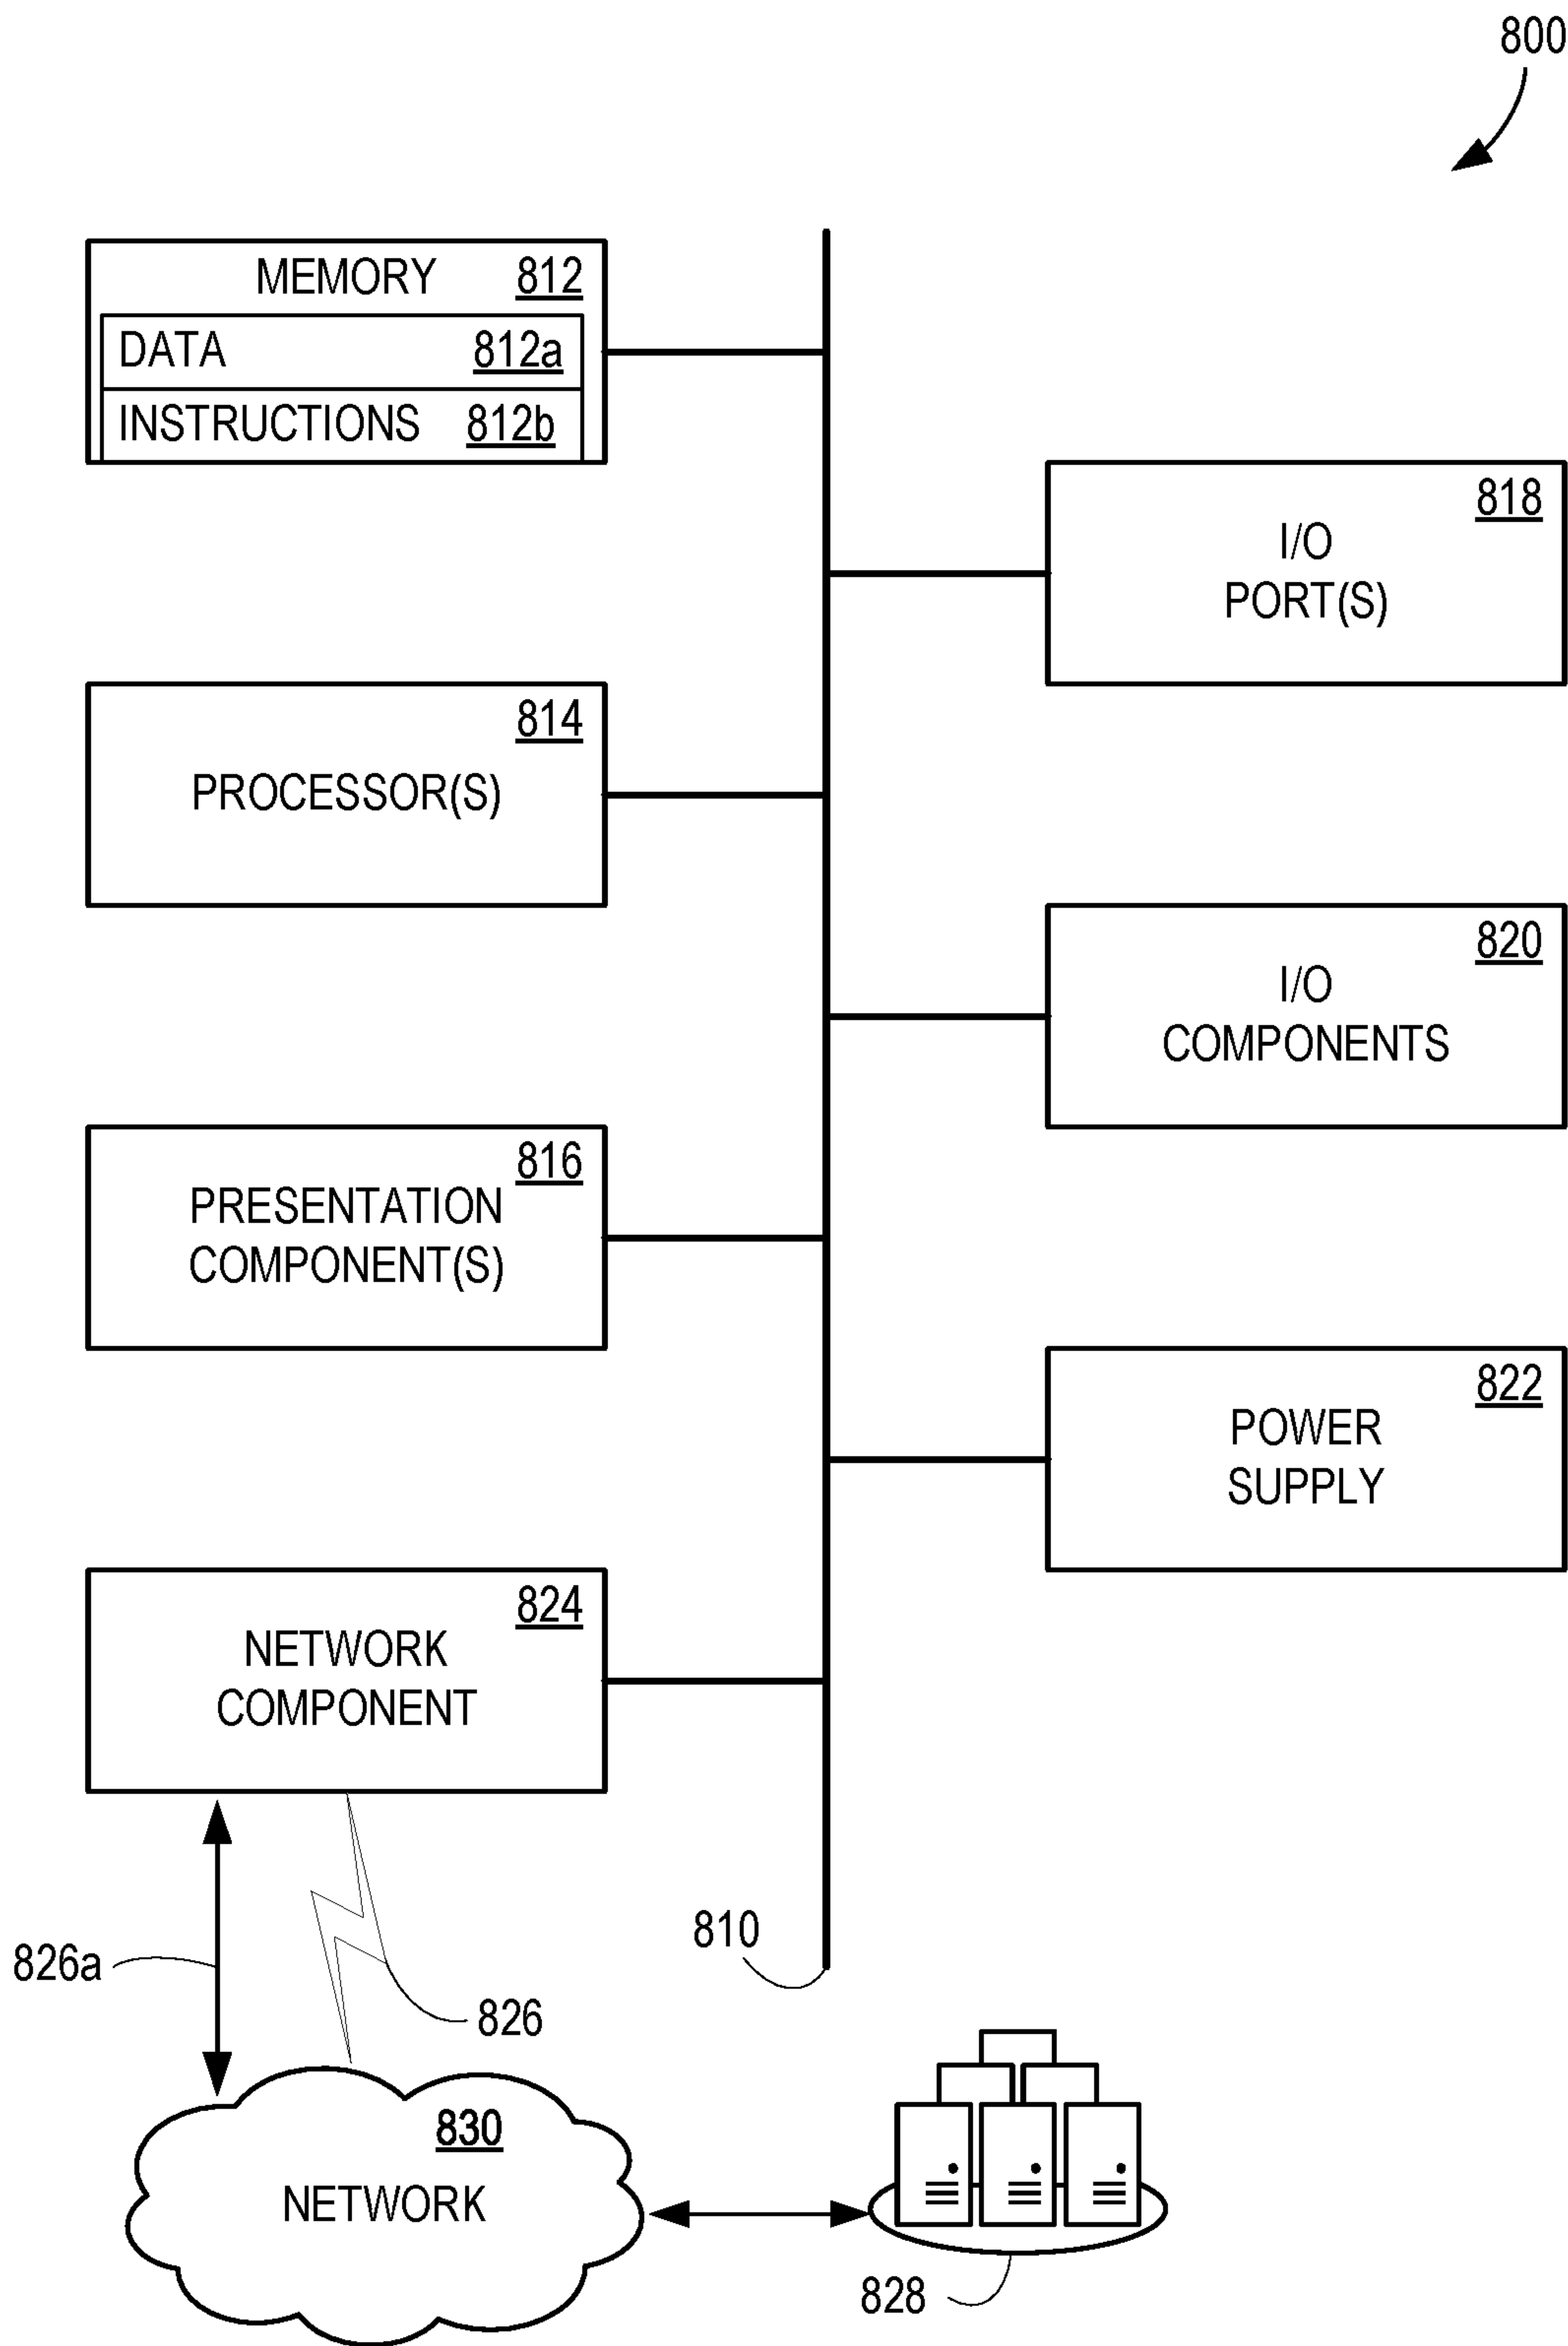 800
MEMORY 812
DATA 812a
INSTRUCTIONS 812b
818
I/O
PORT(S)
814
PROCESSOR(S)
820
I/O
COMPONENTS
816
PRESENTATION
COMPONENT(S)
822
POWER
SUPPLY
824
NETWORK
COMPONENT
810
826a
826
830
NETWORK
828